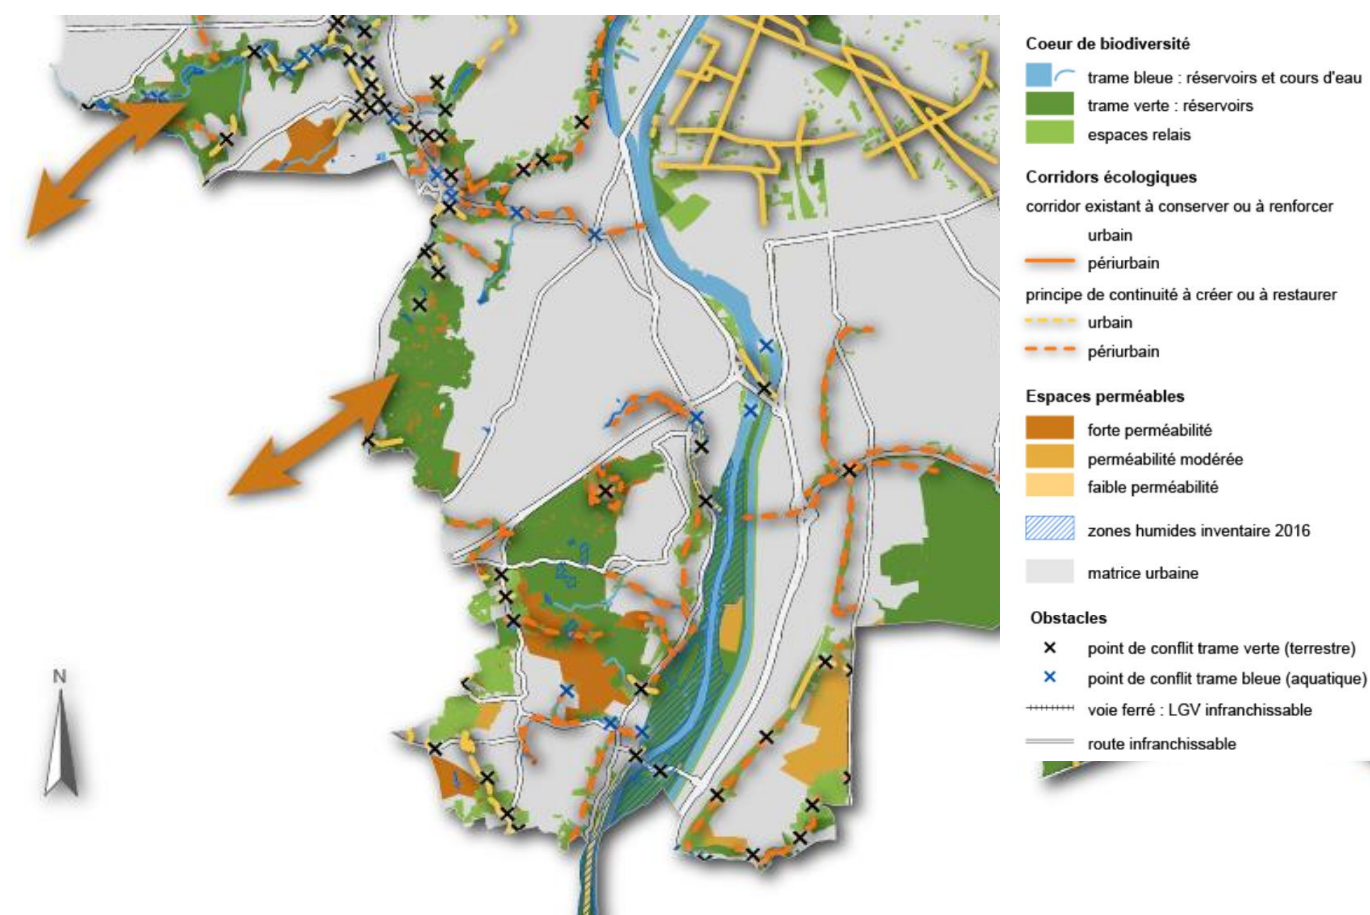 Coeur de biodiversité
trame bleue : réservoirs et cours d'eau
trame verte : réservoirs
espaces relais
Corridors écologiques
corridor existant à conserver ou à renforcer
urbain
périurbain
principe de continuité à créer ou à restaurer
urbain
périurbain
Espaces perméables
forte perméabilité
perméabilité modérée
faible perméabilité
zones humides inventaire 2016
matrice urbaine
Obstacles
point de conflit trame verte (terrestre)
point de conflit trame bleue (aquatique)
voie ferré : LGV infranchissable
route infranchissable
N